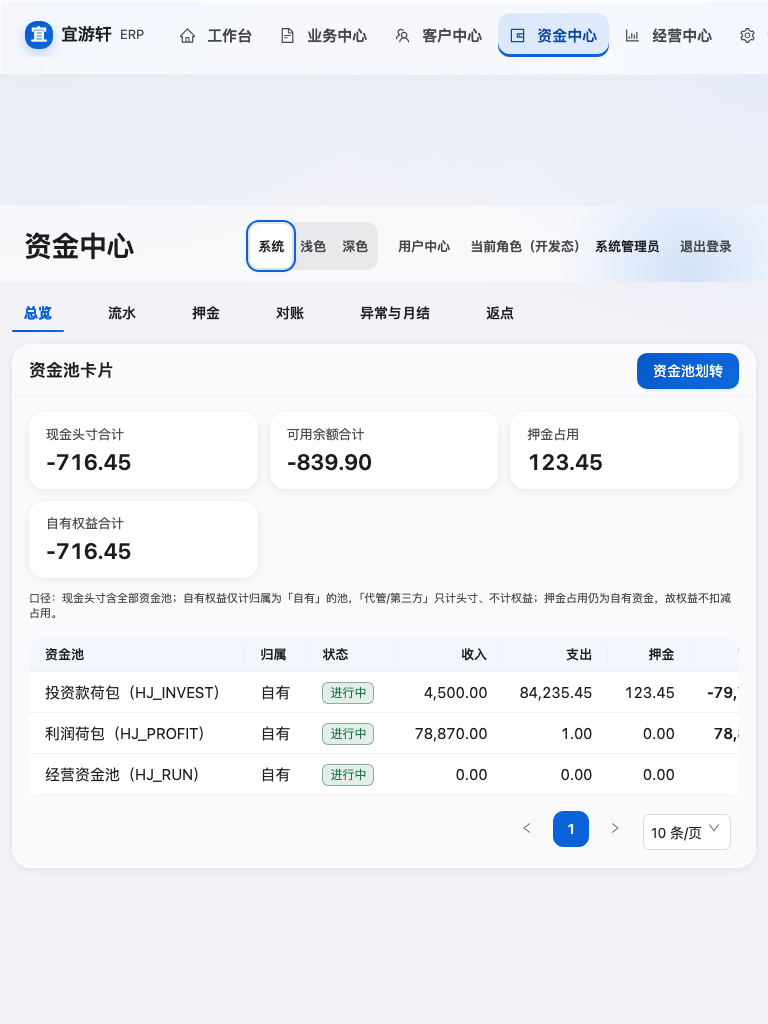 宜 宜游轩 ERP 工作台 业务中心 客户中心 资金中心 经营中心
资金中心 系统 浅色 深色 用户中心 当前角色（开发态） 系统管理员 退出登录
总览 流水 押金 对账 异常与月结 返点
资金池卡片 资金池划转
现金头寸合计 可用余额合计 押金占用
-716.45 -839.90 123.45
自有权益合计
-716.45
口径：现金头寸含全部资金池；自有权益仅计归属为「自有」的池，「代管/第三方」只计头寸、不计权益；押金占用仍为自有资金，故权益不扣减
占用。
资金池 归属 状态 收入 支出 押金
投资款荷包（HJ_INVEST） 自有 进行中 4,500.00 84,235.45 123.45 -79,
利润荷包（HJ_PROFIT） 自有 进行中 78,870.00 1.00 0.00 78,
经营资金池（HJ_RUN） 自有 进行中 0.00 0.00 0.00
1 10 条/页